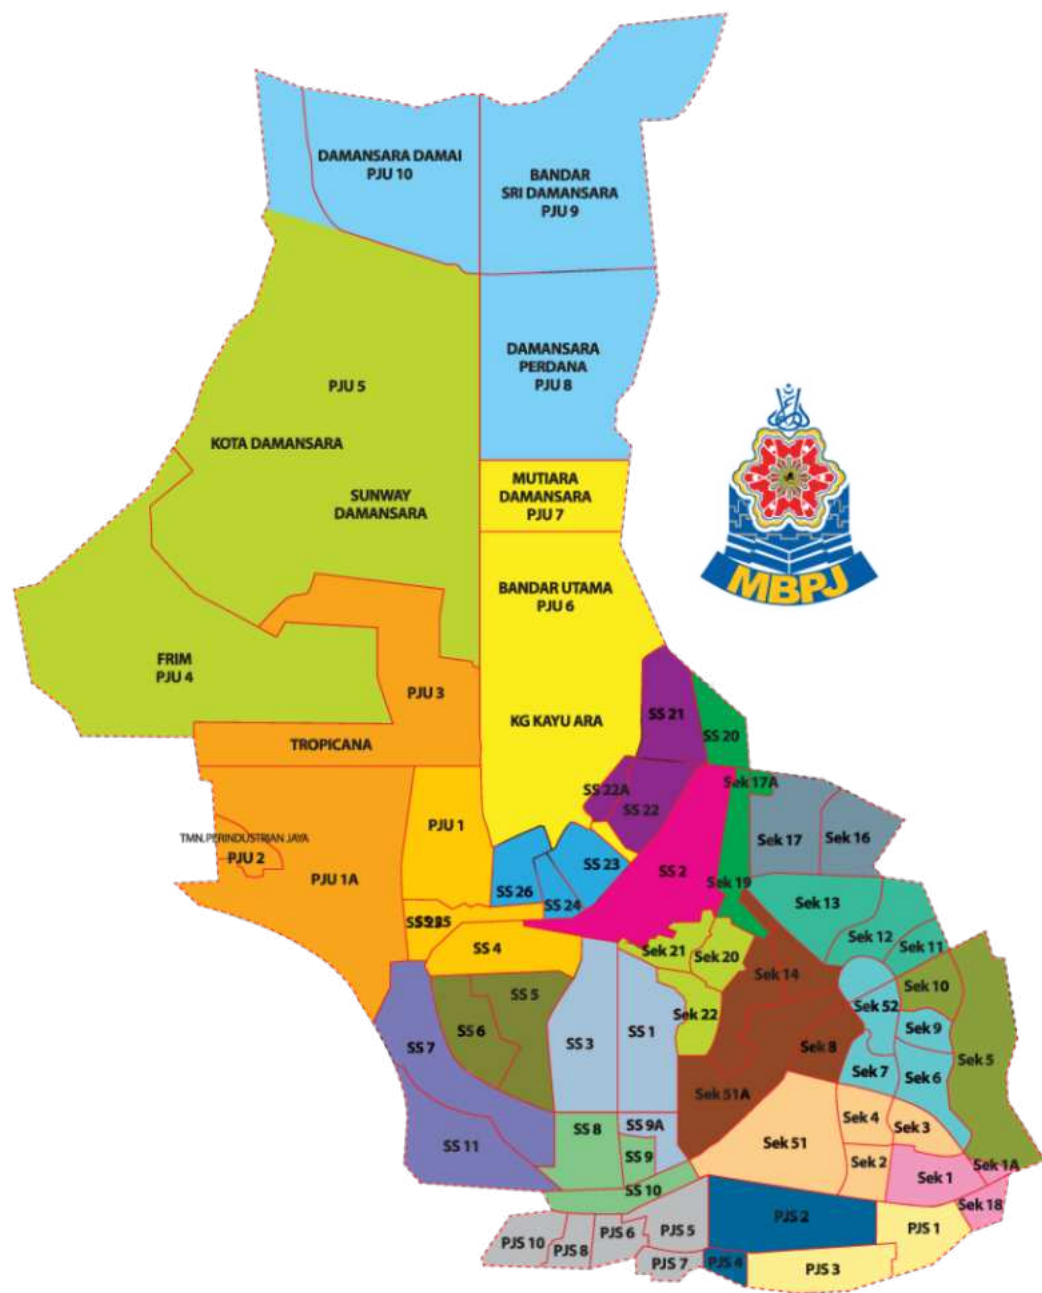 DAMANSARA DAMAI
PJU 10
BANDAR
SRI DAMANSARA
PJU 9
DAMANSARA
PERDANA
PJU 8
PJU 5
KOTA DAMANSARA
SUNWAY
DAMANSARA
MUTIARA
DAMANSARA
PJU 7
MBPJ
BANDAR UTAMA
PJU 6
FRIM
PJU 4
PJU 3
TROPICANA
KG KAYU ARA
SS 21
SS 20
SS 22A
SS 22
Sek 17A
Sek 17
Sek 16
TMN.PERINDUSTRIAN JAYA
PJU 2
PJU 1A
PJU 1
SS 26
SS 24
SS 23
SS 2
Sek 19
Sek 13
Sek 12
Sek 11
SS 25
SS 4
Sek 21
Sek 20
Sek 14
Sek 10
SS 7
SS 6
SS 5
SS 3
SS 1
Sek 22
Sek 8
Sek 52
Sek 9
Sek 7
Sek 6
Sek 5
Sek 51A
SS 11
SS 8
SS 9A
SS 9
SS 10
Sek 51
Sek 4
Sek 3
Sek 2
Sek 1
Sek 1A
Sek 18
PJS 10
PJS 8
PJS 6
PJS 5
PJS 7
PJS 4
PJS 2
PJS 3
PJS 1